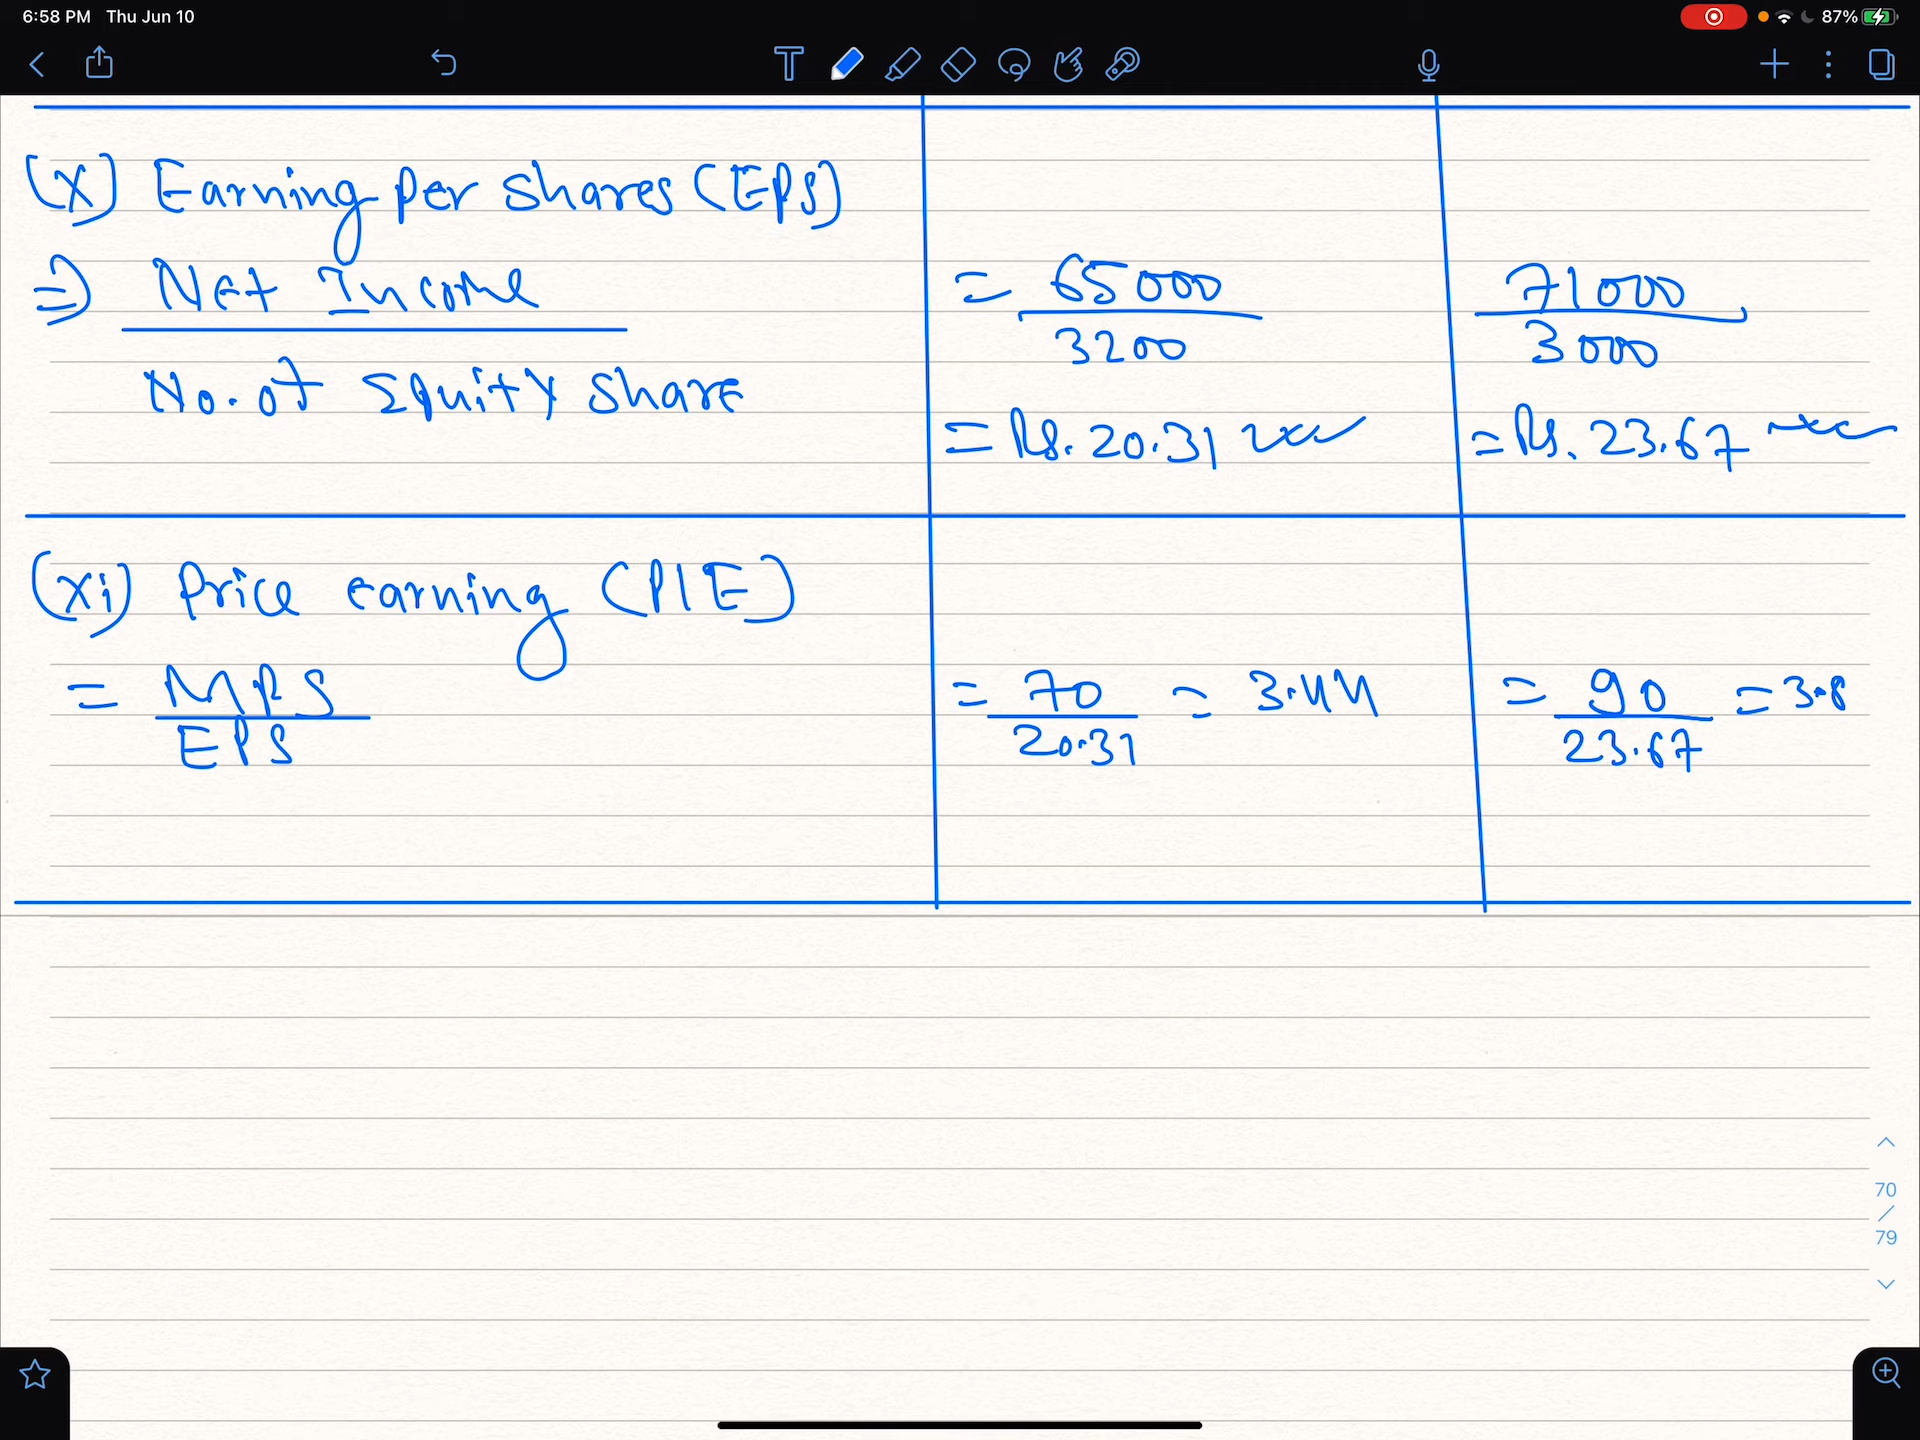 6:58 PM Thu Jun 10
87%
(x) Earning per shares (EPS)
=) Net Income
No. of Equity share
= 65000
3200
= Rs. 20.31
71000
3000
= Rs. 23.67
(xi) Price earning (P/E)
= MPS
EPS
= 70 = 3.44
20.31
= 90 = 3.8
23.67
70
/
79